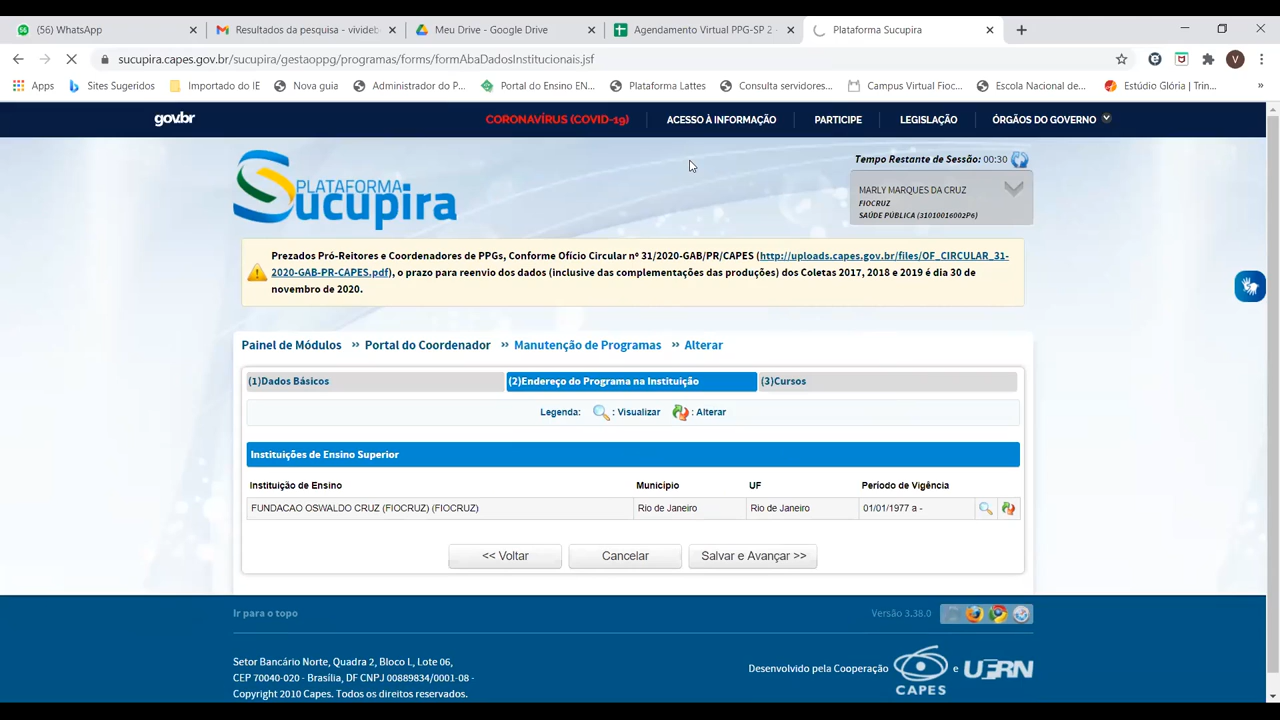 (56) WhatsApp
Resultados da pesquisa - vivideb
Meu Drive - Google Drive
Agendamento Virtual PPG-SP 2 -
Plataforma Sucupira
sucupira.capes.gov.br/sucupira/gestaoppg/programas/forms/formAbaDadosInstitucionais.jsf
V
Apps
Sites Sugeridos
Importado do IE
Nova guia
Administrador do P...
Portal do Ensino EN...
Plataforma Lattes
Consulta servidores...
Campus Virtual Fioc...
Escola Nacional de...
Estúdio Glória | Trin...
»
gov.br
CORONAVÍRUS (COVID-19)
ACESSO À INFORMAÇÃO
PARTICIPE
LEGISLAÇÃO
ÓRGÃOS DO GOVERNO
PLATAFORMA
Sucupira
Tempo Restante de Sessão: 00:30
MARLY MARQUES DA CRUZ
FIOCRUZ
SAÚDE PÚBLICA (31010016002P6)
Prezados Pró-Reitores e Coordenadores de PPGs, Conforme Ofício Circular nº 31/2020-GAB/PR/CAPES (http://uploads.capes.gov.br/files/OF_CIRCULAR_31-
2020-GAB-PR-CAPES.pdf), o prazo para reenvio dos dados (inclusive das complementações das produções) dos Coletas 2017, 2018 e 2019 é dia 30 de
novembro de 2020.
Painel de Módulos » Portal do Coordenador » Manutenção de Programas » Alterar
(1)Dados Básicos
(2)Endereço do Programa na Instituição
(3)Cursos
Legenda: : Visualizar : Alterar
Instituições de Ensino Superior
Instituição de Ensino Município UF Período de Vigência
FUNDACAO OSWALDO CRUZ (FIOCRUZ) (FIOCRUZ) Rio de Janeiro Rio de Janeiro 01/01/1977 a -
<< Voltar
Cancelar
Salvar e Avançar >>
Ir para o topo
Versão 3.38.0
Setor Bancário Norte, Quadra 2, Bloco L, Lote 06,
CEP 70040-020 - Brasília, DF CNPJ 00889834/0001-08 -
Copyright 2010 Capes. Todos os direitos reservados.
Desenvolvido pela Cooperação
CAPES
e
UFRN